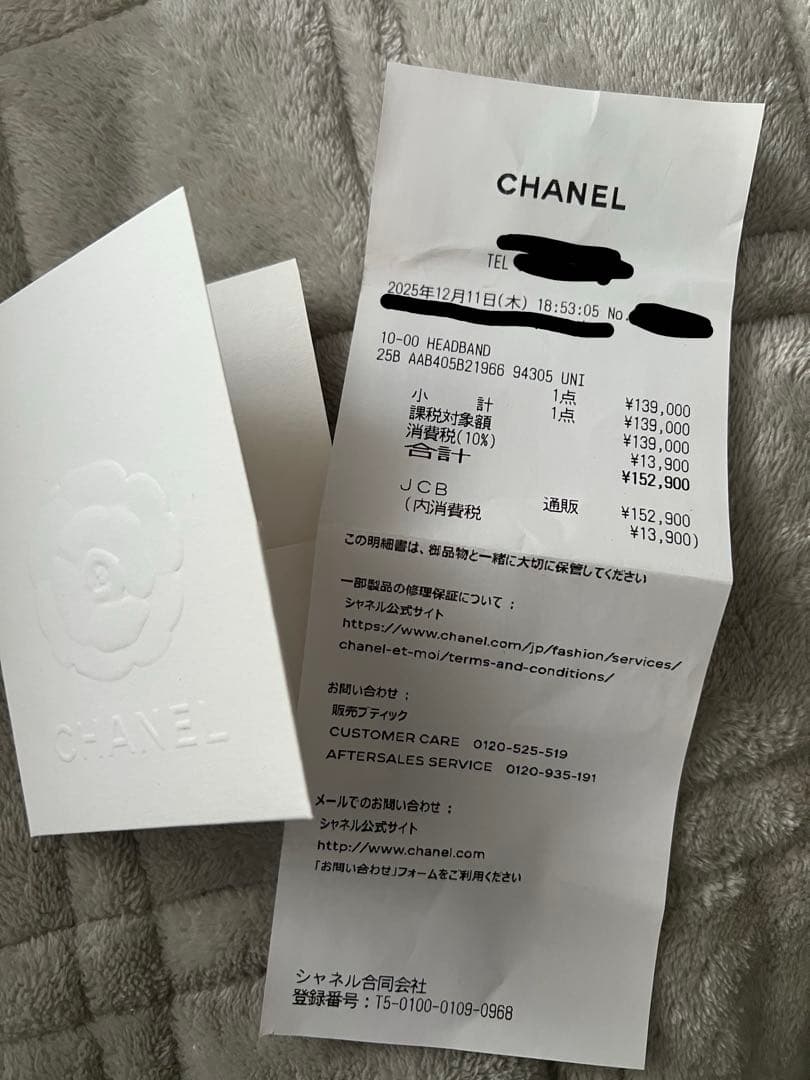 CHANEL
CHANEL
TEL
2025年12月11日(木) 18:53:05 No.
10-00 HEADBAND
25B AAB405B21966 94305 UNI
1点 ¥139,000
小 計 1点 ¥139,000
課税対象額 ¥139,000
消費税(10%) ¥13,900
合計 ¥152,900
JCB 通販 ¥152,900
(内消費税 ¥13,900)
この明細書は、御品物と一緒に大切に保管してください
一部製品の修理保証について :
シャネル公式サイト
https://www.chanel.com/jp/fashion/services/
chanel-et-moi/terms-and-conditions/
お問い合わせ :
販売ブティック
CUSTOMER CARE 0120-525-519
AFTERSALES SERVICE 0120-935-191
メールでのお問い合わせ :
シャネル公式サイト
http://www.chanel.com
「お問い合わせ」フォームをご利用ください
シャネル合同会社
登録番号 : T5-0100-0109-0968